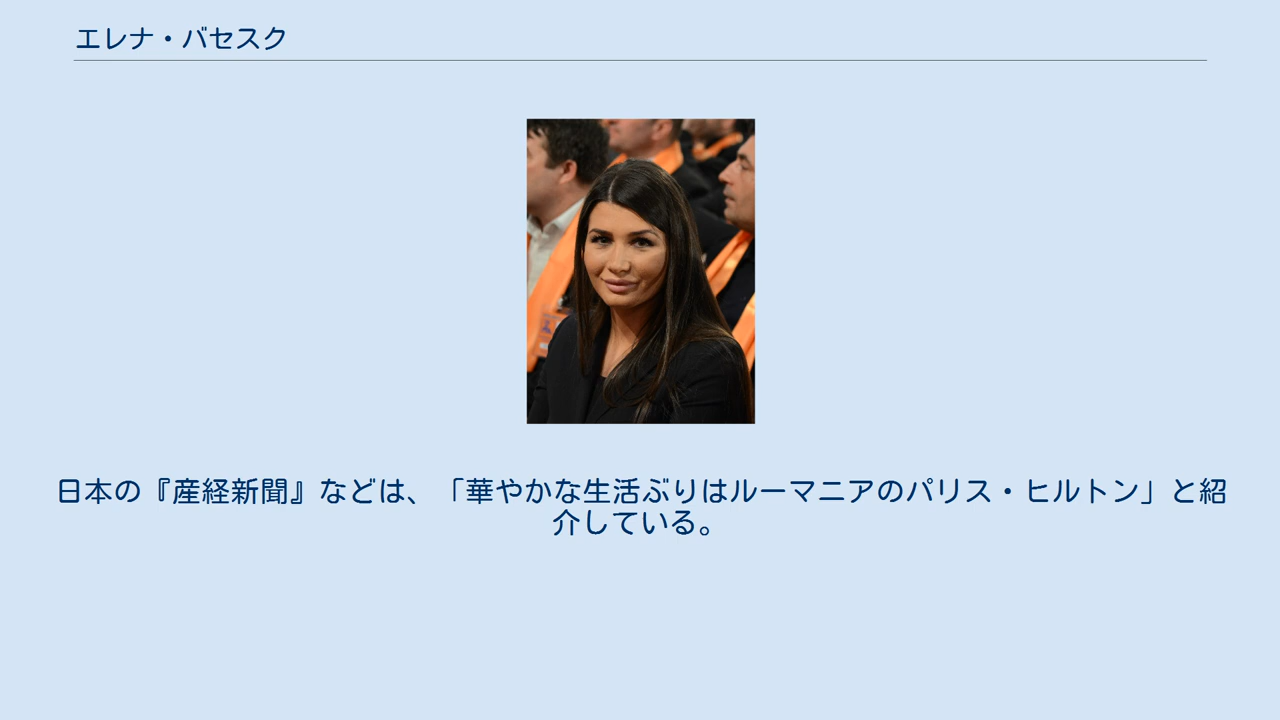 エレナ・バセスク
日本の『産経新聞』などは、「華やかな生活ぶりはルーマニアのパリス・ヒルトン」と紹
介している。